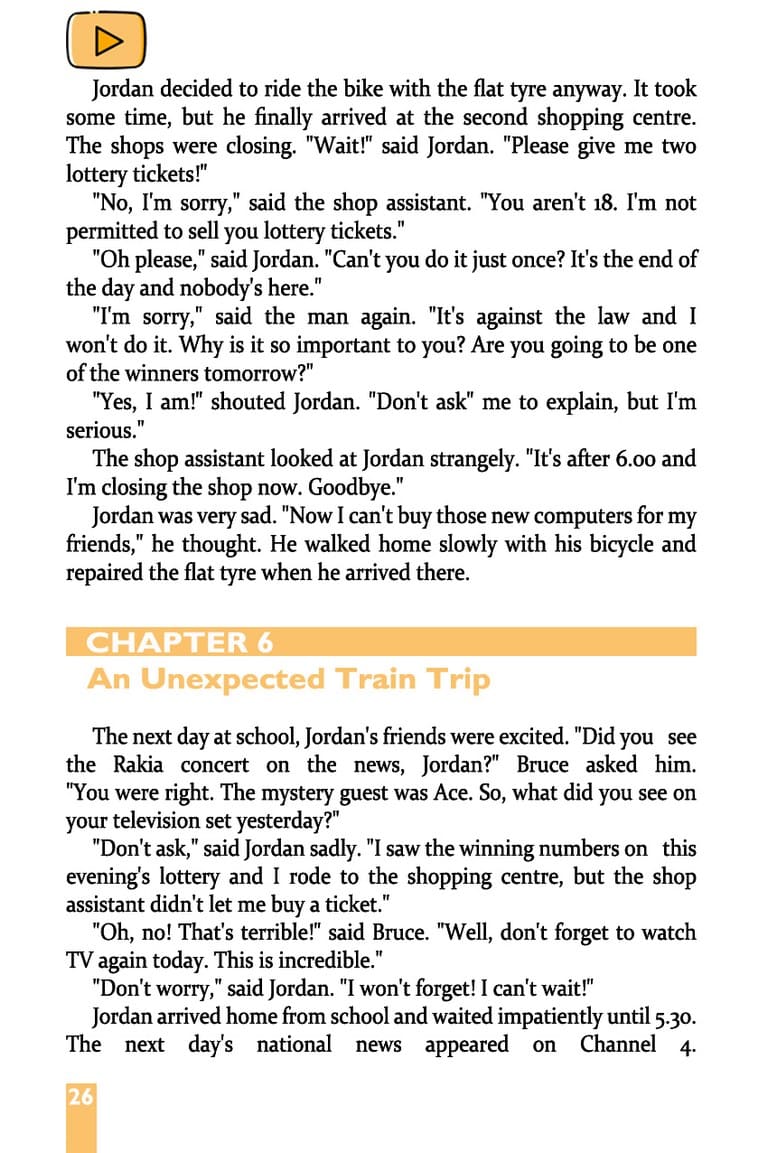 Jordan decided to ride the bike with the flat tyre anyway. It took
some time, but he finally arrived at the second shopping centre.
The shops were closing. "Wait!" said Jordan. "Please give me two
lottery tickets!"
"No, I'm sorry," said the shop assistant. "You aren't 18. I'm not
permitted to sell you lottery tickets."
"Oh please," said Jordan. "Can't you do it just once? It's the end of
the day and nobody's here."
"I'm sorry," said the man again. "It's against the law and I
won't do it. Why is it so important to you? Are you going to be one
of the winners tomorrow?"
"Yes, I am!" shouted Jordan. "Don't ask" me to explain, but I'm
serious."
The shop assistant looked at Jordan strangely. "It's after 6.00 and
I'm closing the shop now. Goodbye."
Jordan was very sad. "Now I can't buy those new computers for my
friends," he thought. He walked home slowly with his bicycle and
repaired the flat tyre when he arrived there.
CHAPTER 6
An Unexpected Train Trip
The next day at school, Jordan's friends were excited. "Did you see
the Rakia concert on the news, Jordan?" Bruce asked him.
"You were right. The mystery guest was Ace. So, what did you see on
your television set yesterday?"
"Don't ask," said Jordan sadly. "I saw the winning numbers on this
evening's lottery and I rode to the shopping centre, but the shop
assistant didn't let me buy a ticket."
"Oh, no! That's terrible!" said Bruce. "Well, don't forget to watch
TV again today. This is incredible."
"Don't worry," said Jordan. "I won't forget! I can't wait!"
Jordan arrived home from school and waited impatiently until 5.30.
The next day's national news appeared on Channel 4.
26